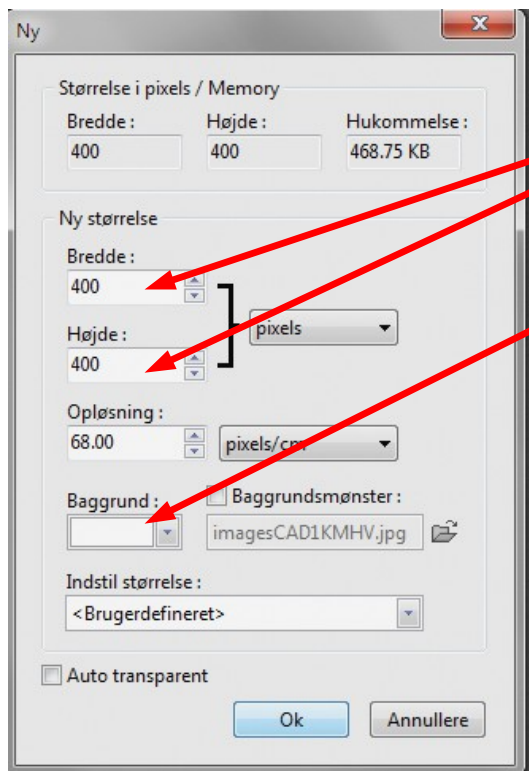 Ny
Størrelse i pixels / Memory
Bredde : Højde : Hukommelse :
400 400 468.75 KB
Ny størrelse
Bredde :
400
pixels
Højde :
400
Opløsning :
68.00 pixels/cm
Baggrund : Baggrundsmønster :
imagesCAD1KMHV.jpg
Indstil størrelse :
<Brugerdefineret>
Auto transparent
Ok Annullere